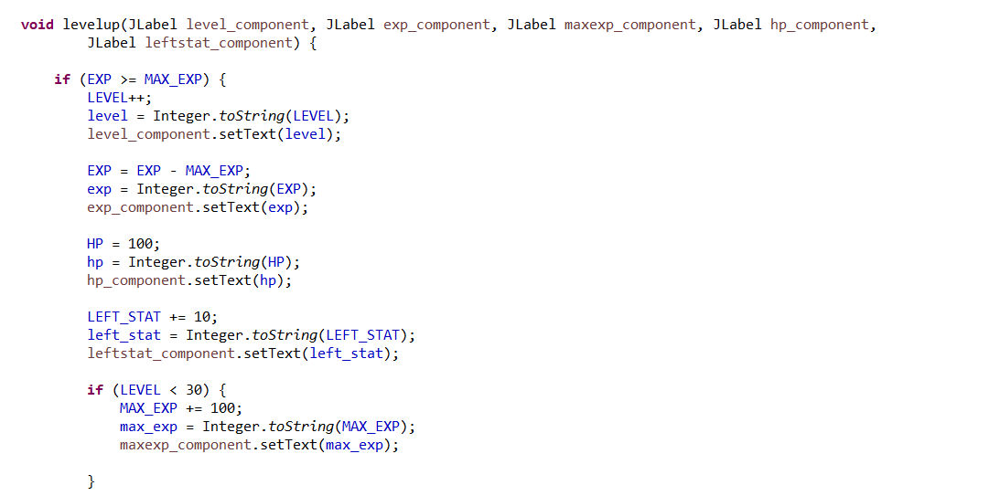 void levelup(JLabel level_component, JLabel exp_component, JLabel maxexp_component, JLabel hp_component,
JLabel leftstat_component) {
if (EXP >= MAX_EXP) {
LEVEL++;
level = Integer.toString(LEVEL);
level_component.setText(level);
EXP = EXP - MAX_EXP;
exp = Integer.toString(EXP);
exp_component.setText(exp);
HP = 100;
hp = Integer.toString(HP);
hp_component.setText(hp);
LEFT_STAT += 10;
left_stat = Integer.toString(LEFT_STAT);
leftstat_component.setText(left_stat);
if (LEVEL < 30) {
MAX_EXP += 100;
max_exp = Integer.toString(MAX_EXP);
maxexp_component.setText(max_exp);
}